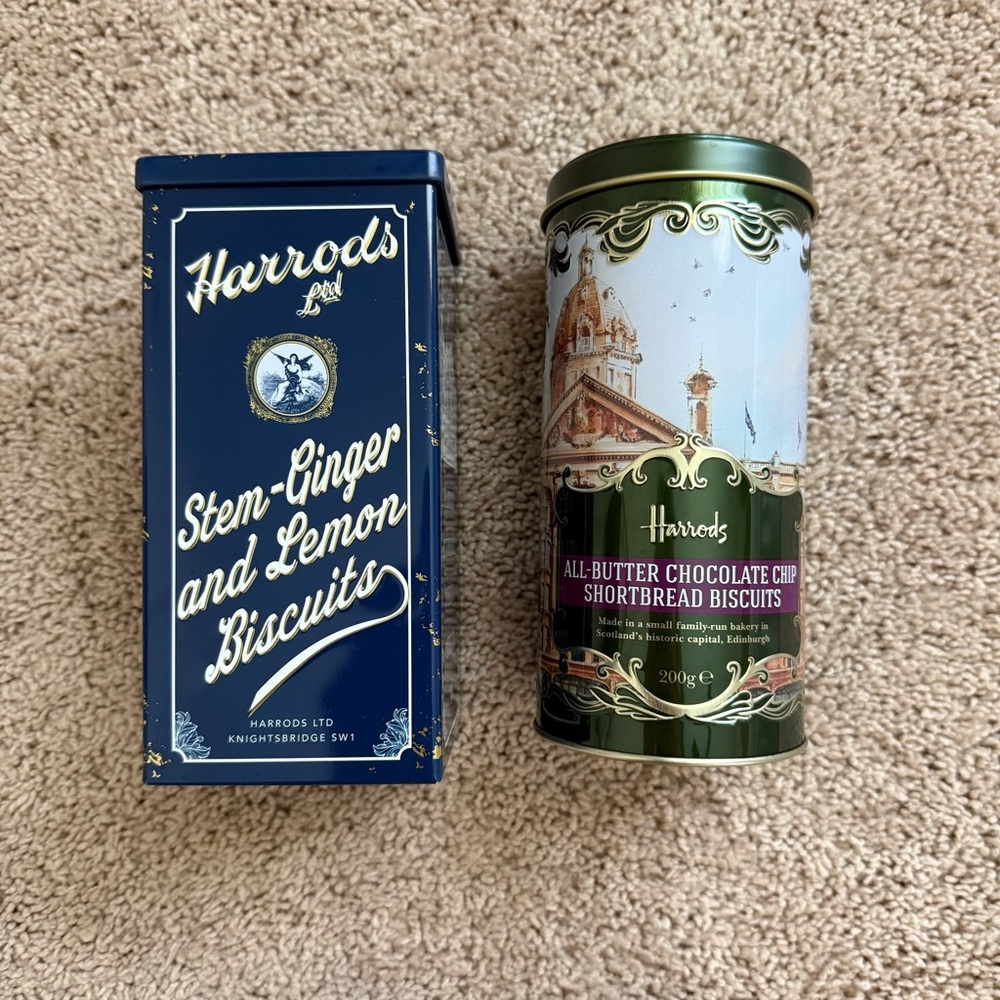 Harrods
Ltd
Stem-Ginger
and Lemon
Biscuits
HARRODS LTD
KNIGHTSBRIDGE SW1
Harrods
ALL-BUTTER CHOCOLATE CHIP
SHORTBREAD BISCUITS
Made in a small family-run bakery in
Scotland's historic capital, Edinburgh
200g ℮